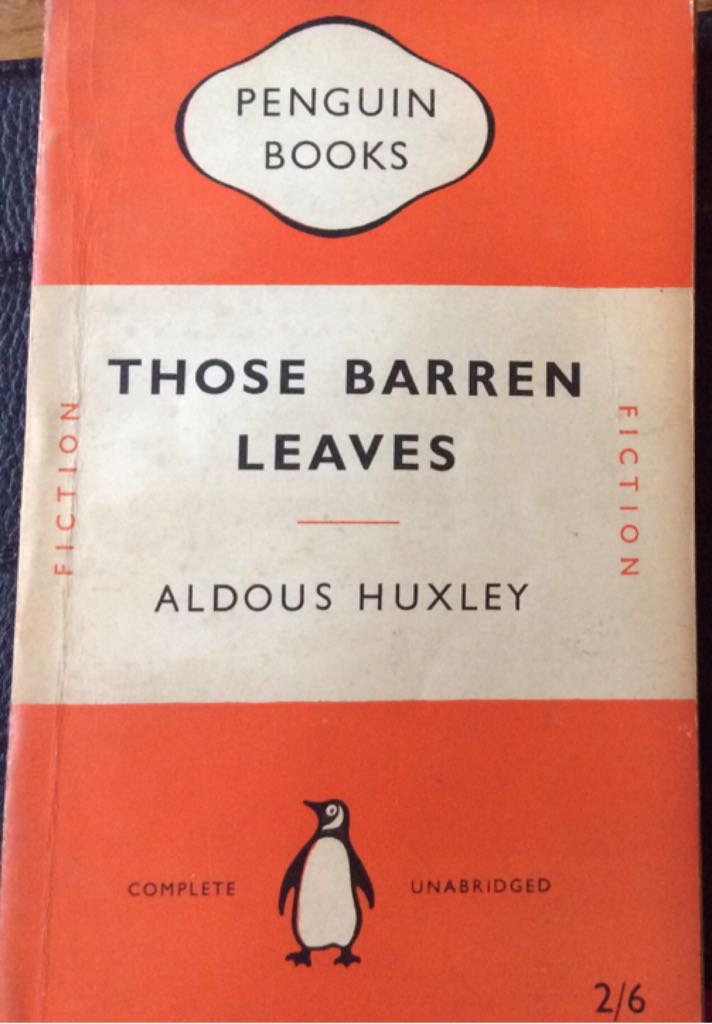 PENGUIN
BOOKS
THOSE BARREN
LEAVES
FICTION
FICTION
ALDOUS HUXLEY
COMPLETE
UNABRIDGED
2/6